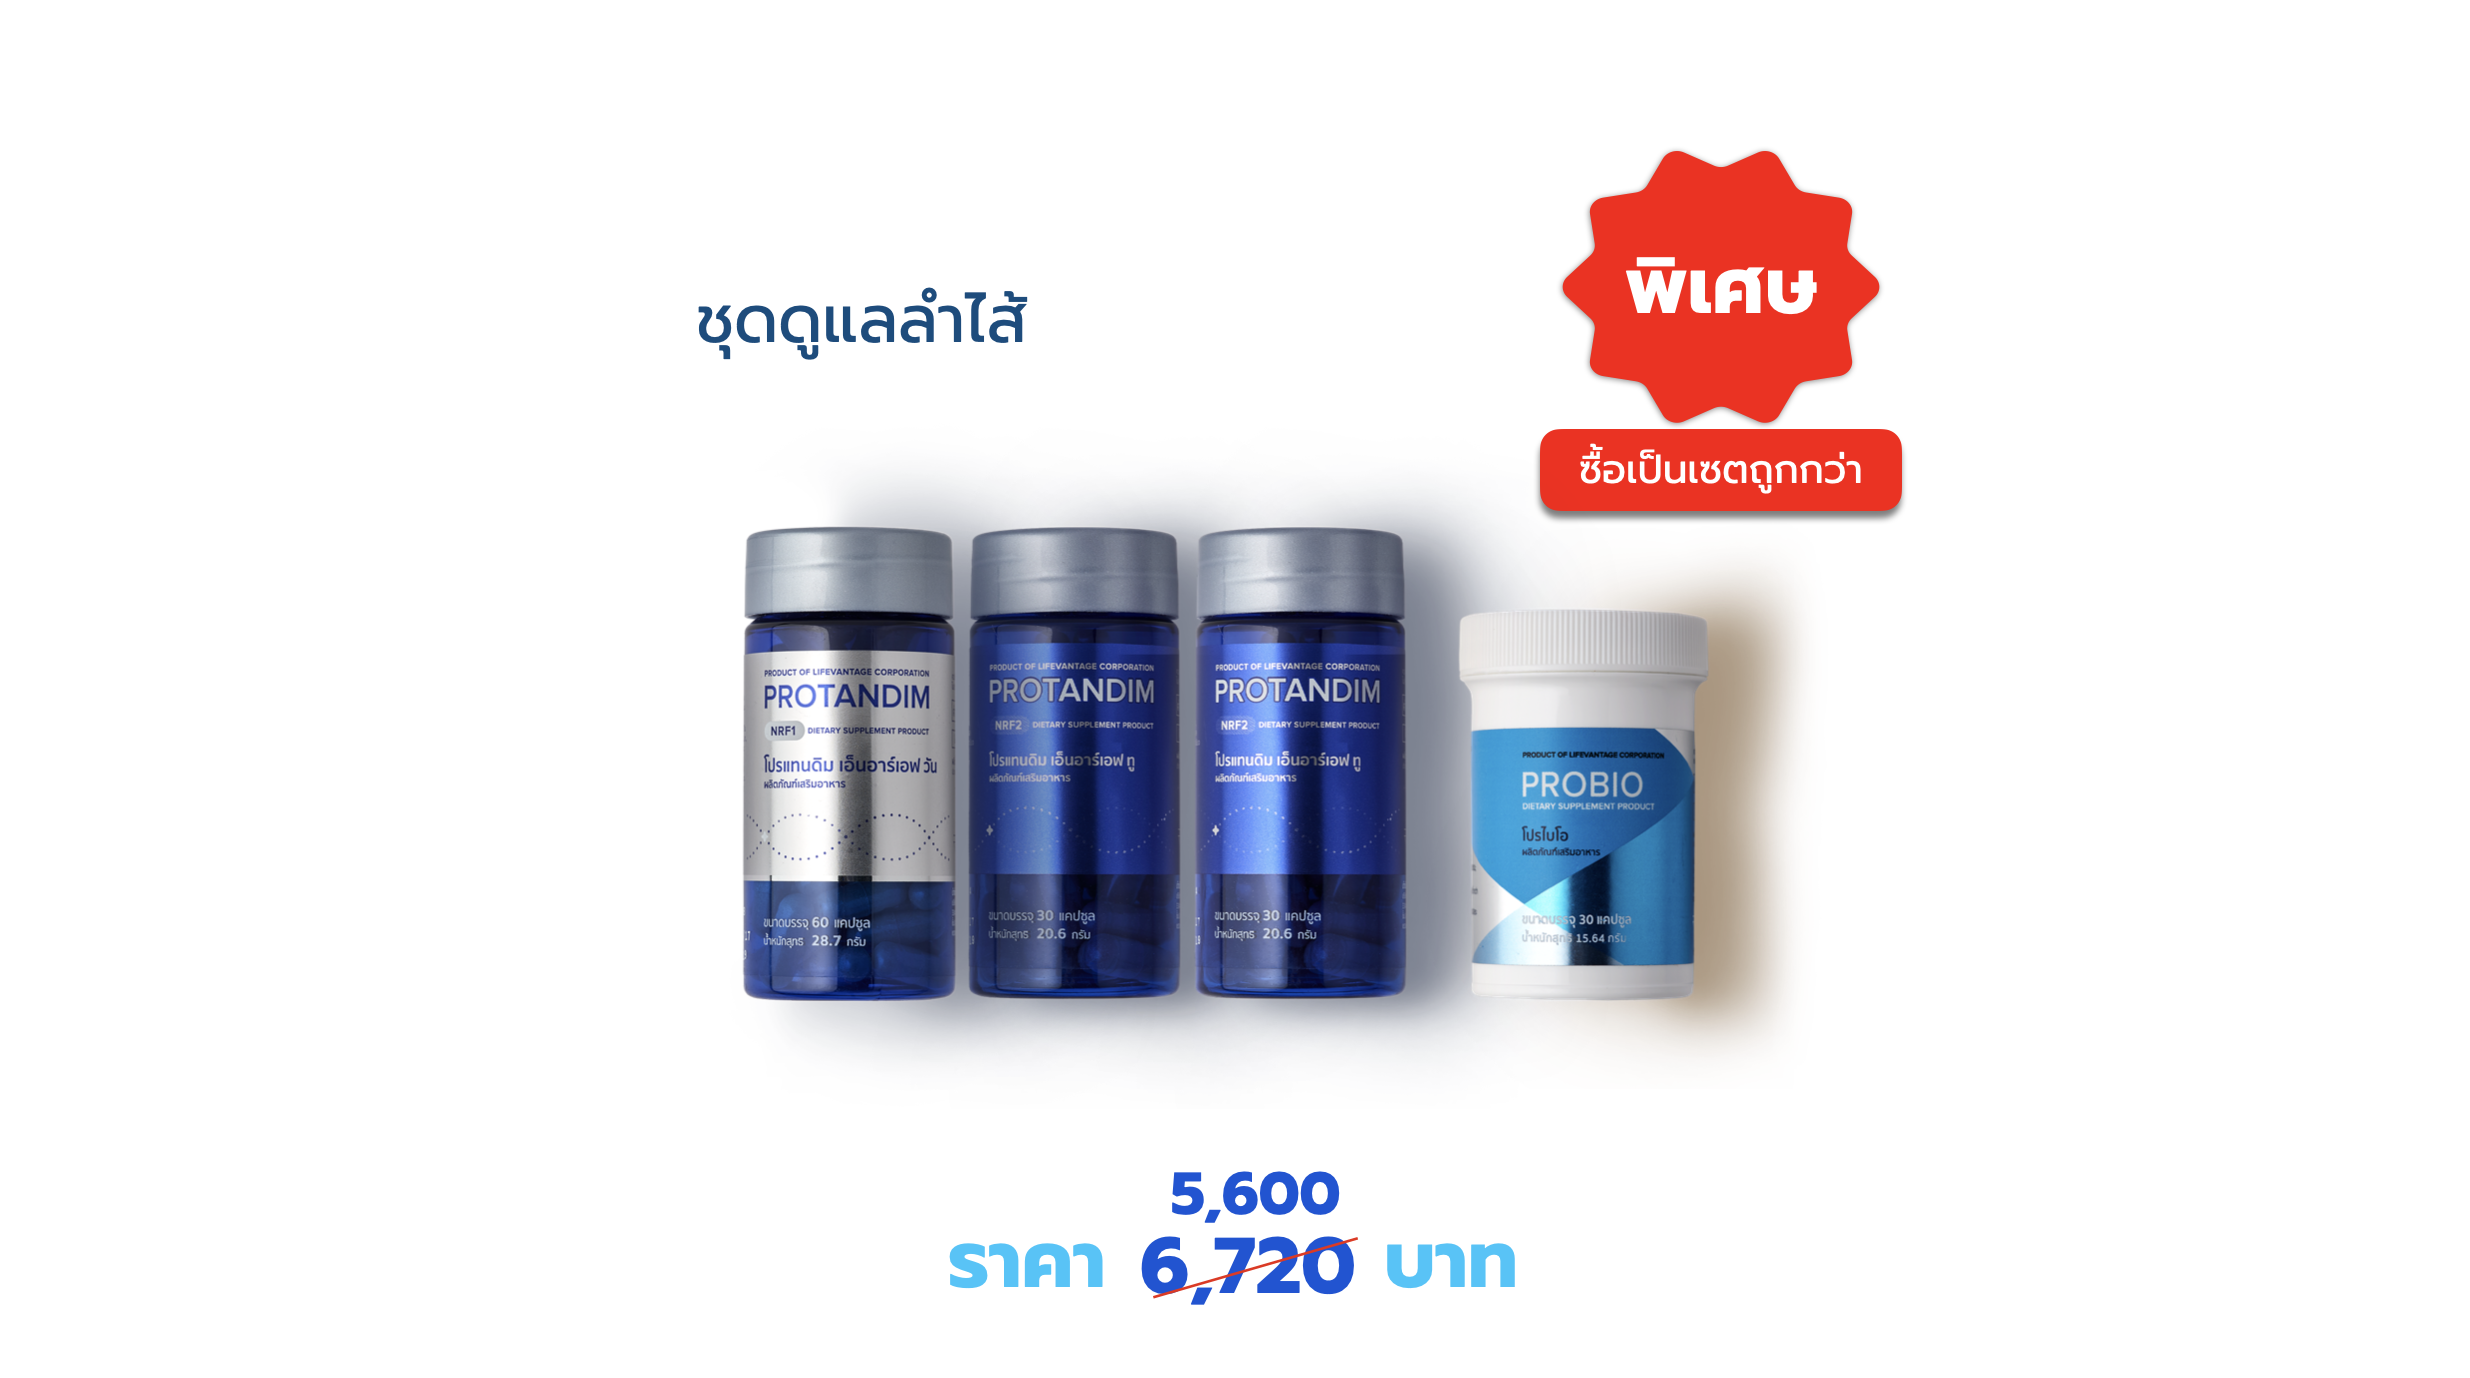 พิเศษ
ชุดดูแลลำไส้
ซื้อเป็นเซตถูกกว่า
PRODUCT OF LIFEVANTAGE CORPORATION
PROTANDIM
NRF1 DIETARY SUPPLEMENT PRODUCT
โปรแทนดิม เอ็นอาร์เอฟ วัน
ผลิตภัณฑ์เสริมอาหาร
ขนาดบรรจุ 60 แคปซูล
น้ำหนักสุทธิ 28.7 กรัม
PRODUCT OF LIFEVANTAGE CORPORATION
PROTANDIM
NRF2 DIETARY SUPPLEMENT PRODUCT
โปรแทนดิม เอ็นอาร์เอฟ ทู
ผลิตภัณฑ์เสริมอาหาร
ขนาดบรรจุ 30 แคปซูล
น้ำหนักสุทธิ 20.6 กรัม
PRODUCT OF LIFEVANTAGE CORPORATION
PROTANDIM
NRF2 DIETARY SUPPLEMENT PRODUCT
โปรแทนดิม เอ็นอาร์เอฟ ทู
ผลิตภัณฑ์เสริมอาหาร
ขนาดบรรจุ 30 แคปซูล
น้ำหนักสุทธิ 20.6 กรัม
PRODUCT OF LIFEVANTAGE CORPORATION
PROBIO
DIETARY SUPPLEMENT PRODUCT
โปรไบโอ
ผลิตภัณฑ์เสริมอาหาร
ขนาดบรรจุ 30 แคปซูล
น้ำหนักสุทธิ 15.64 กรัม
5,600
ราคา 6,720 บาท